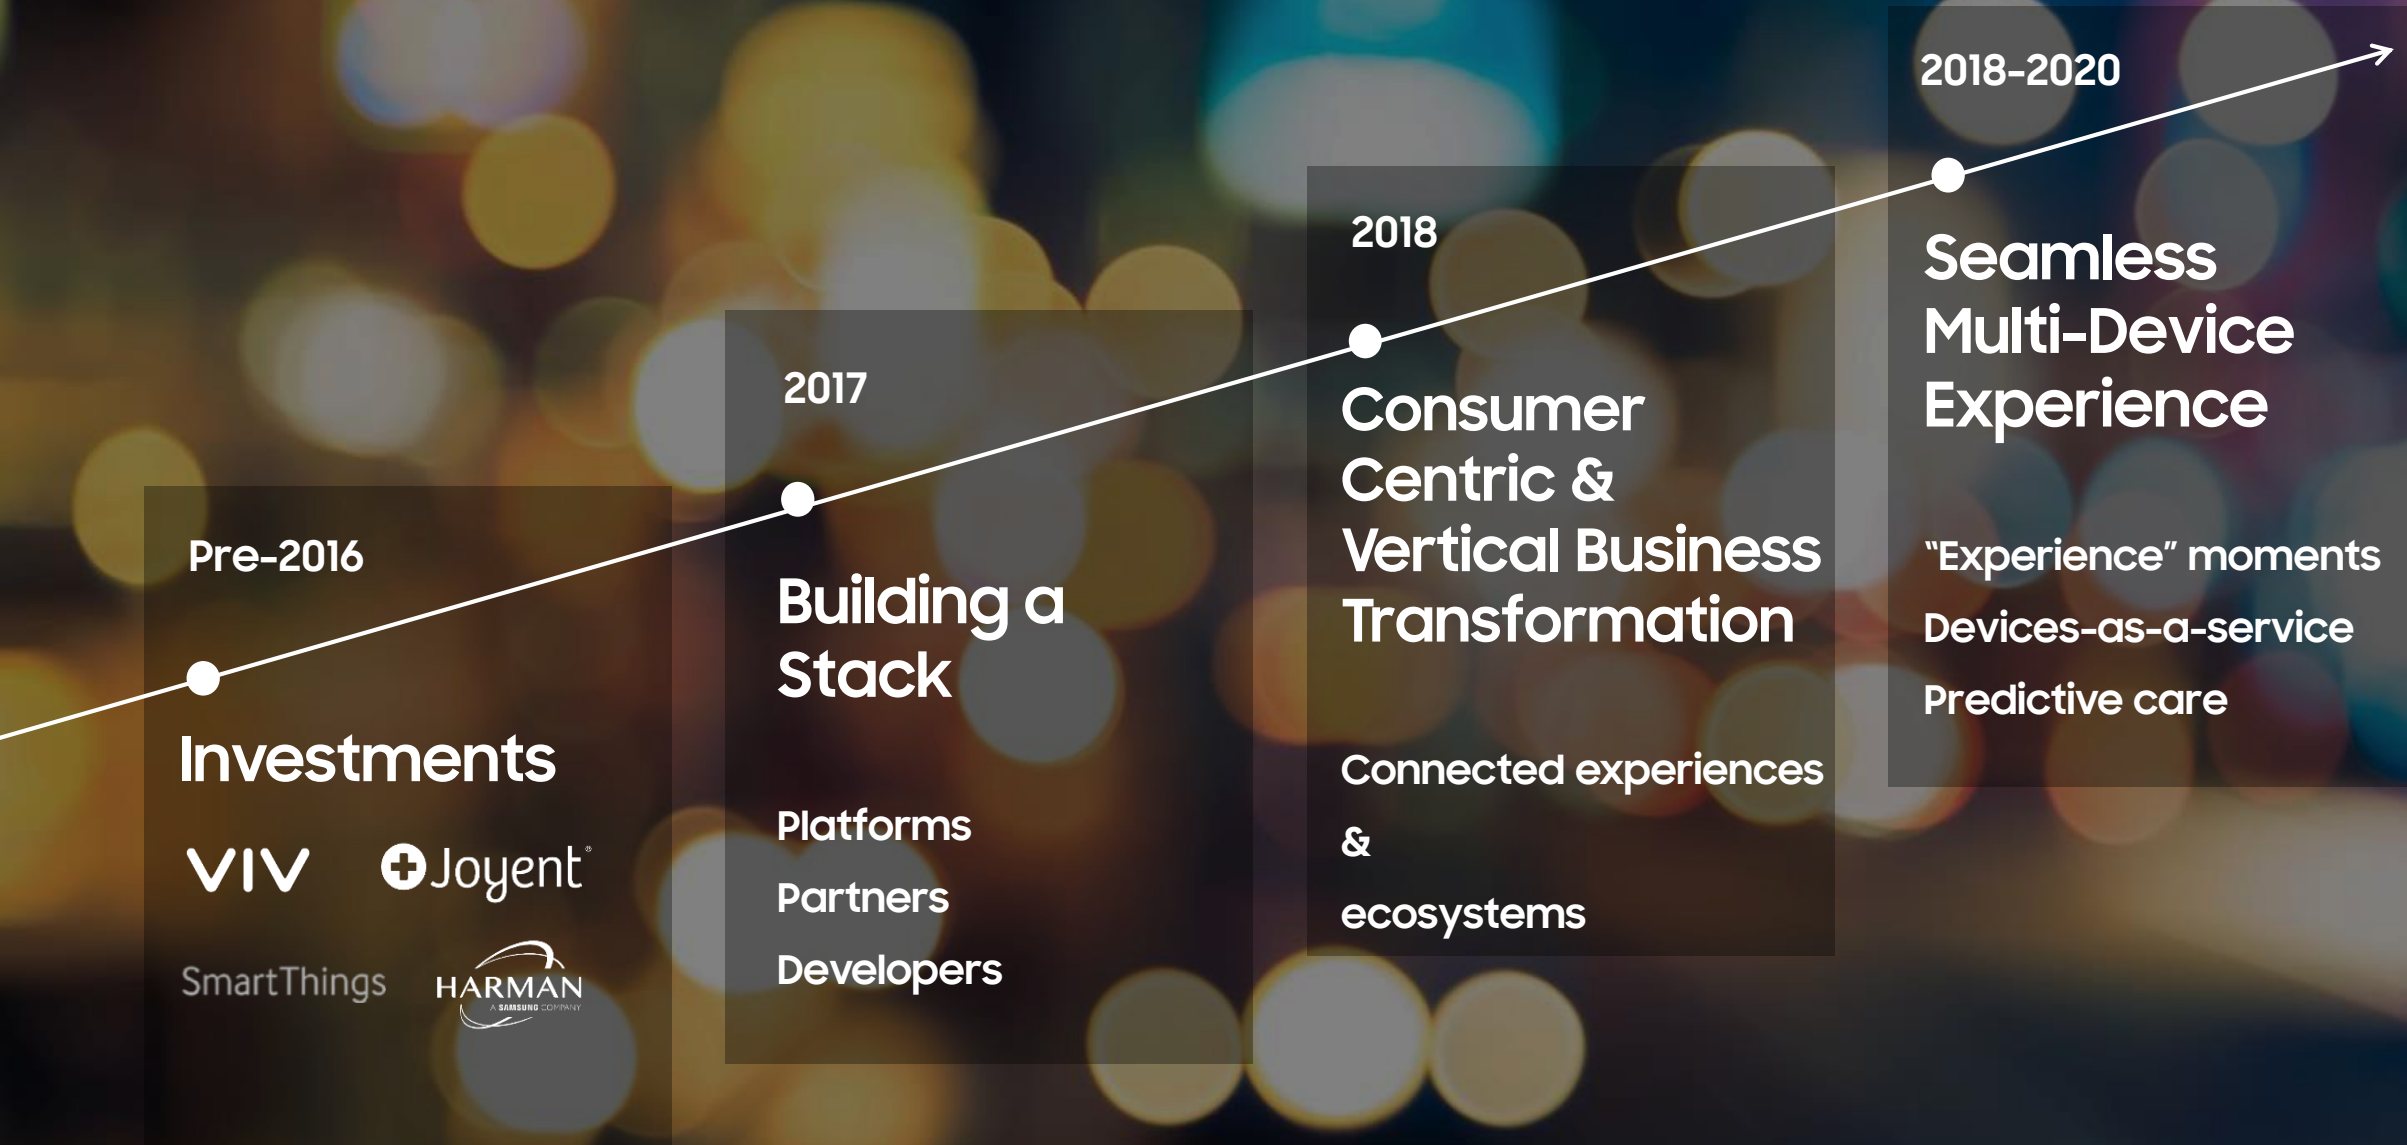 Pre-2016
Investments
VIV
Joyent®
SmartThings
HARMAN
A SAMSUNG COMPANY
2017
Building a
Stack
Platforms
Partners
Developers
2018
Consumer
Centric &
Vertical Business
Transformation
Connected experiences
&
ecosystems
2018-2020
Seamless
Multi-Device
Experience
“Experience” moments
Devices-as-a-service
Predictive care